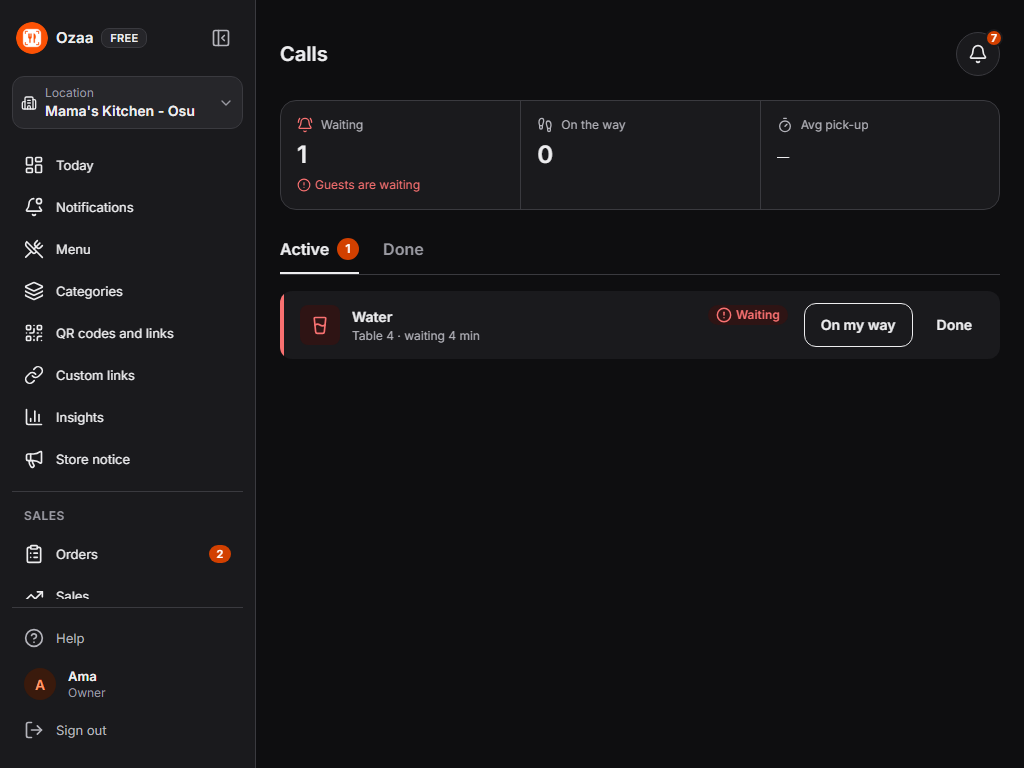 Ozaa FREE
Location
Mama's Kitchen - Osu
Today
Notifications
Menu
Categories
QR codes and links
Custom links
Insights
Store notice
SALES
Orders 2
Sales
Help
A
Ama
Owner
Sign out
Calls
7
Waiting
1
Guests are waiting
On the way
0
Avg pick-up
–
Active 1 Done
Water
Table 4 · waiting 4 min
Waiting
On my way
Done